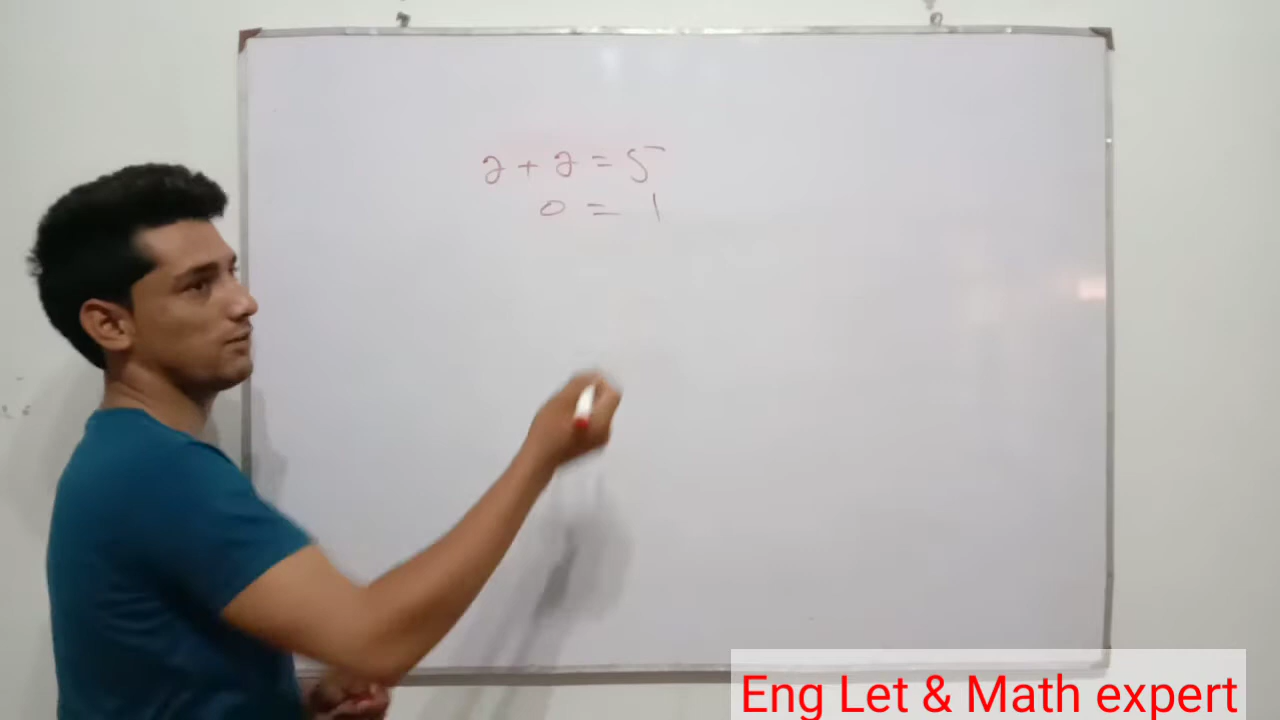 2 + 2 = 5
0 = 1
Eng Let & Math expert